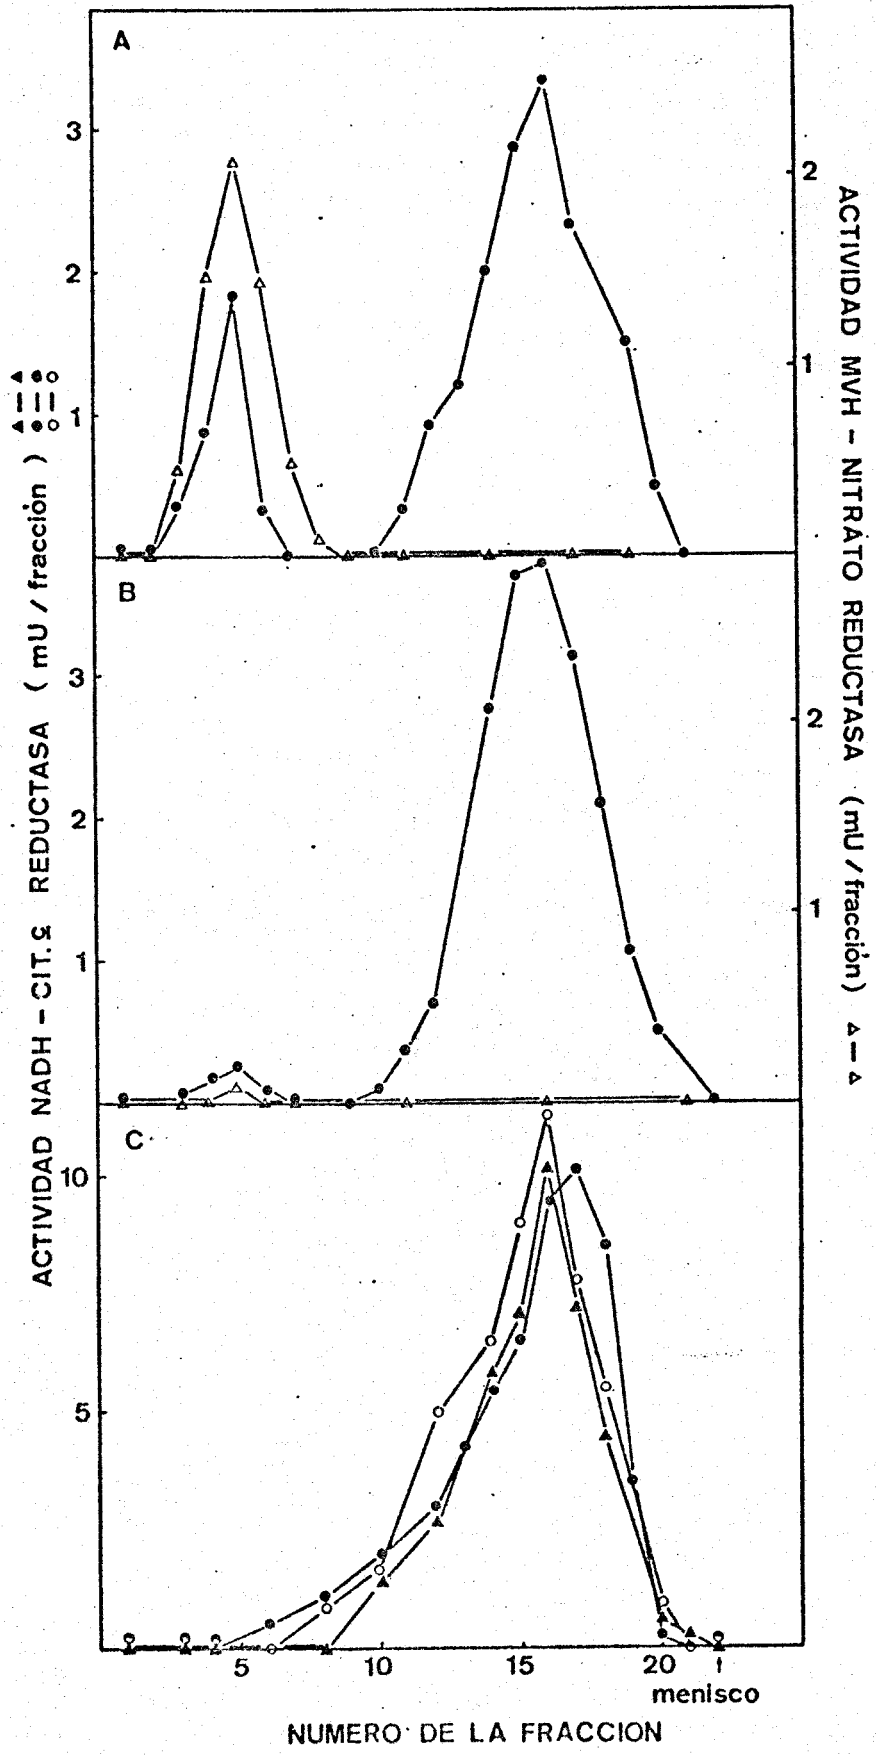 A
3
2
1
2
1
B
3
2
1
2
1
C
10
5
5 10 15 20
menisco
NUMERO DE LA FRACCION
ACTIVIDAD NADH - CIT. c REDUCTASA ( mU / fracción )
ACTIVIDAD MVH - NITRATO REDUCTASA (mU / fracción)